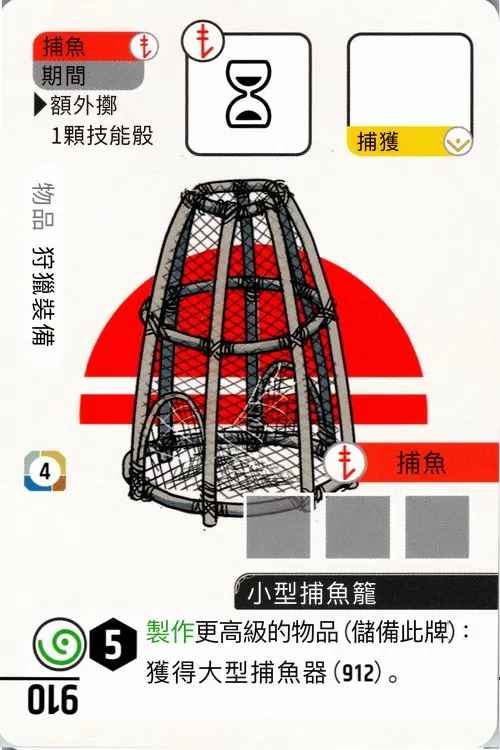 捕魚
期間
▶額外擲
1顆技能骰
捕獲
物品 狩獵裝備
4
捕魚
小型捕魚籠
5
製作更高級的物品(儲備此牌):
獲得大型捕魚器(912)。
910